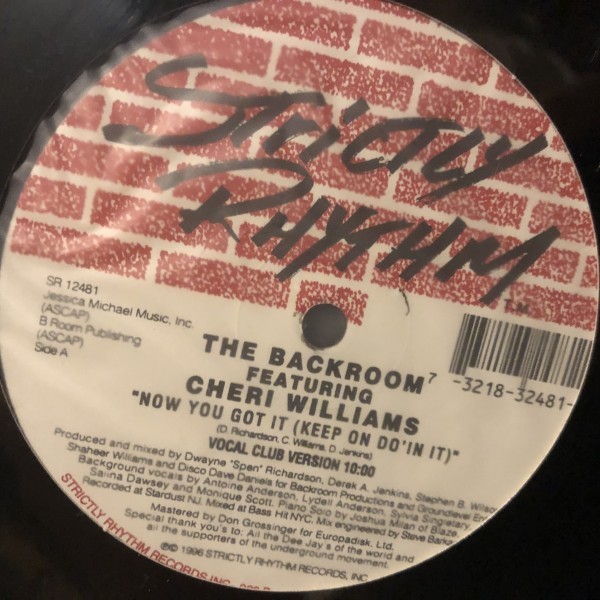 STRICTLY
RHYTHM
T.M.
SR 12481
Jessica Michael Music, Inc.
(ASCAP)
B Room Publishing
(ASCAP)
Side A
7 -3218-32481-
THE BACKROOM
FEATURING
CHERI WILLIAMS
"NOW YOU GOT IT (KEEP ON DO'IN IT)"
(D. Richardson, C. Williams, D. Jenkins)
VOCAL CLUB VERSION 10:00
Produced and mixed by Dwayne "Spen" Richardson, Derek A. Jenkins, Stephen B. Wilson
Shaheer Williams and Disco Dave Daniels for Backroom Productions and Groundlevel
Background vocals by Antoine Anderson, Lydell Anderson, Sylvia Singletary,
Salina Dawsey and Monique Scott. Piano Solo by Joshua Milan of Blaze.
Recorded at Stardust NJ. Mixed at Bass Hit NYC. Mix engineered by Steve
Mastered by Don Grossinger for Europadisk, Ltd.
Special thank you's to: All the Dee Jay's of the world and
all the supporters of the underground movement.
℗© 1996 STRICTLY RHYTHM RECORDS, INC.
STRICTLY RHYTHM RECORDS INC.